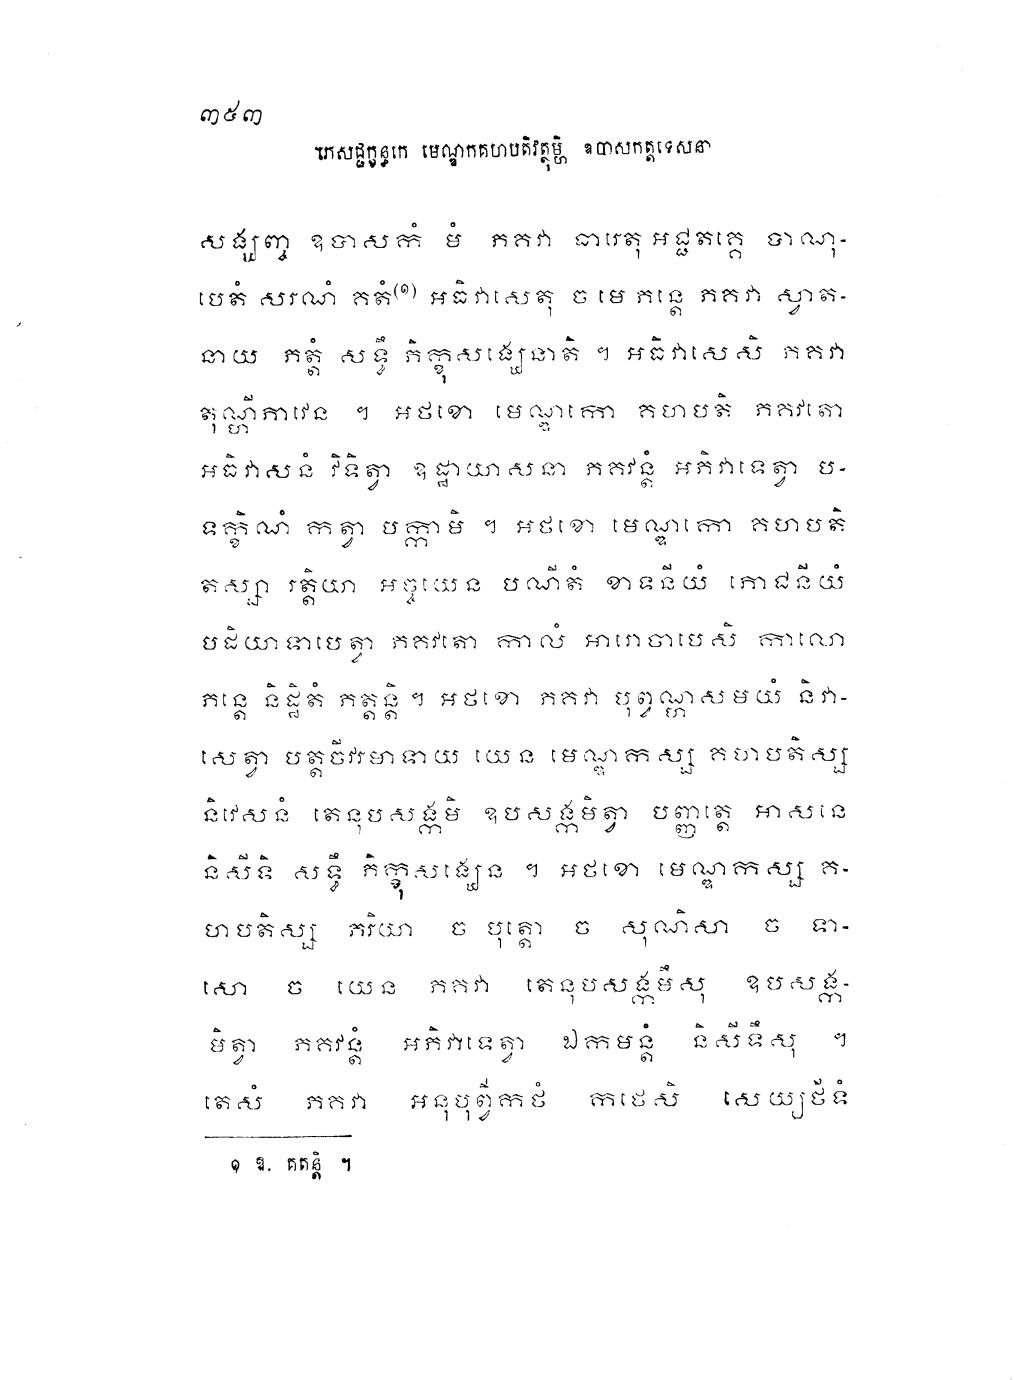 ៣៥៣
ភេសជ្ជក្ខន្ធកេ មេណ្ឌកគហបតិវត្ថុម្ហិ ឧបាសកត្តទេសនា
សង្ឃញ្ច ឧបាសកំ មំ ភគវា ធារេតុ អជ្ជតគ្គេ បាណុ-
បេតំ សរណំ គតំ(១) អធិវាសេតុ ច មេ ភន្តេ ភគវា ស្វាត-
នាយ ភត្តំ សទ្ធឹ ភិក្ខុសង្ឃេនាតិ ។ អធិវាសេសិ ភគវា
តុណ្ហីភាវេន ។ អថខោ មេណ្ឌកោ គហបតិ ភគវតោ
អធិវាសនំ វិទិត្វា ឧដ្ឋាយាសនា ភគវន្តំ អភិវាទេត្វា ប-
ទក្ខិណំ កត្វា បក្កាមិ ។ អថខោ មេណ្ឌកោ គហបតិ
តស្សា រត្តិយា អច្ចយេន បណីតំ ខាទនីយំ ភោជនីយំ
បដិយាទាបេត្វា ភគវតោ កាលំ អារោចាបេសិ កាលោ
ភន្តេ និដ្ឋិតំ ភត្តន្តិ ។ អថខោ ភគវា បុព្វណ្ហសមយំ និវា-
សេត្វា បត្តចីវរមាទាយ យេន មេណ្ឌកស្ស គហបតិស្ស
និវេសនំ តេនុបសង្កមិ ឧបសង្កមិត្វា បញ្ញត្តេ អាសនេ
និសីទិ សទ្ធឹ ភិក្ខុសង្ឃេន ។ អថខោ មេណ្ឌកស្ស គ-
ហបតិស្ស ភរិយា ច បុត្តោ ច សុណិសា ច ទា-
សោ ច យេន ភគវា តេនុបសង្កមឹសុ ឧបសង្ក-
មិត្វា ភគវន្តំ អភិវាទេត្វា ឯកមន្តំ និសីទឹសុ ។
តេសំ ភគវា អនុបុព្វិកថំ កថេសិ សេយ្យថីទំ
១ ឱ. គតន្តិ ។